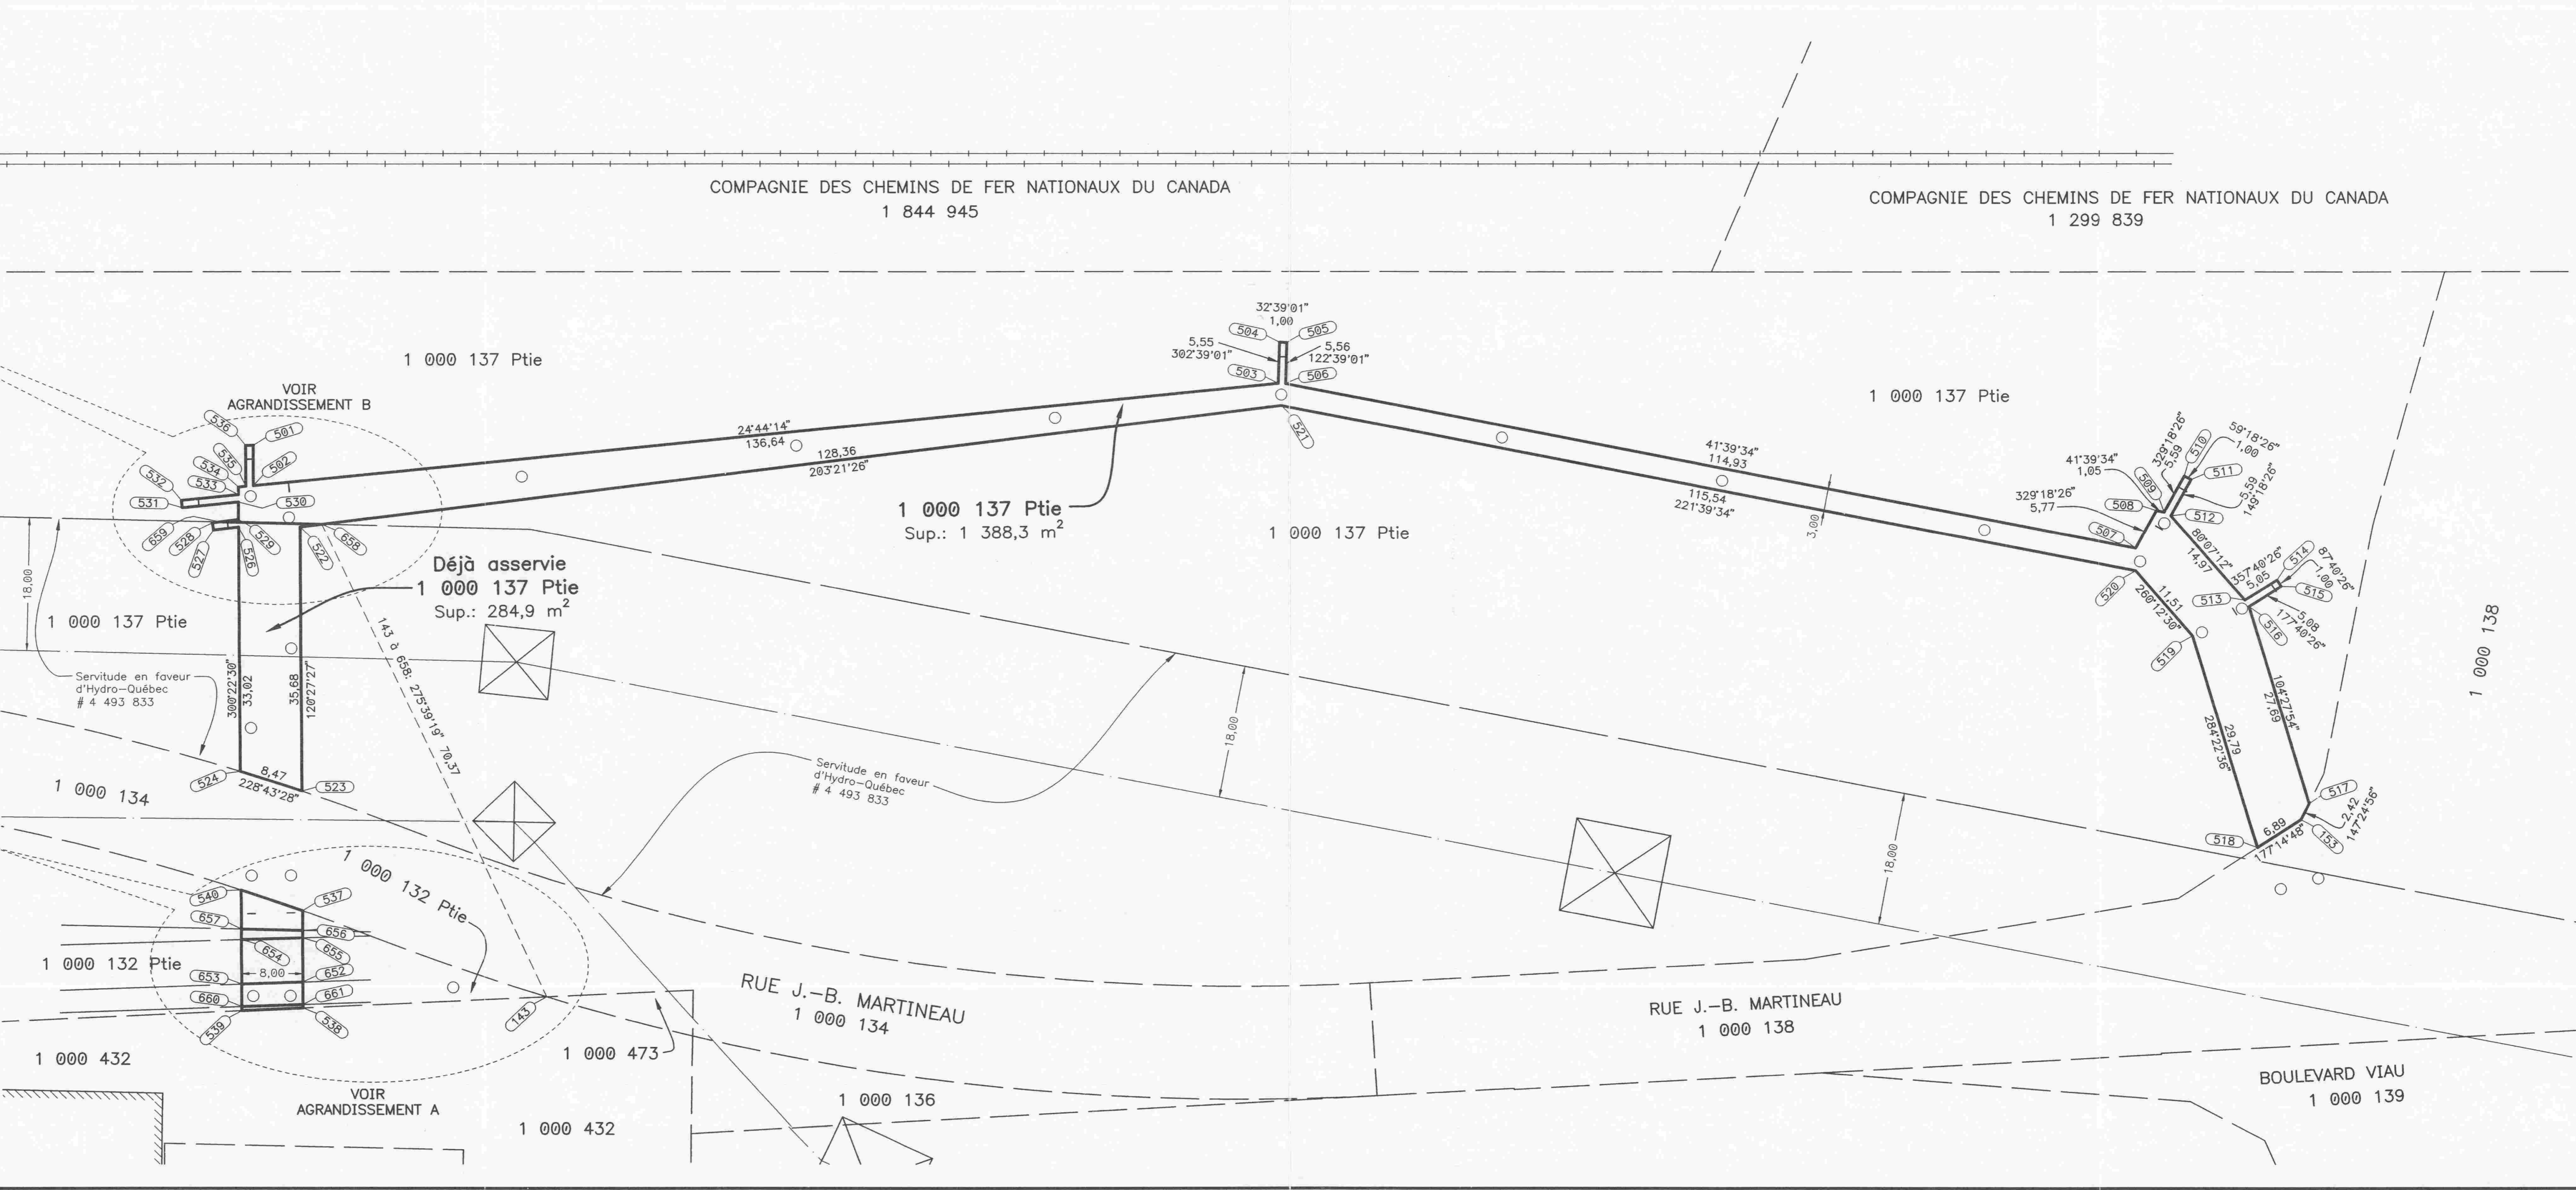 COMPAGNIE DES CHEMINS DE FER NATIONAUX DU CANADA
1 844 945
COMPAGNIE DES CHEMINS DE FER NATIONAUX DU CANADA
1 299 839
1 000 137 Ptie
VOIR
AGRANDISSEMENT B
536
501
535
502
534
533
532
531
530
659
528
527
526
529
522
658
24°44'14"
136,64
128,36
203°21'26"
32°39'01"
1,00
504
505
5,55
302°39'01"
5,56
122°39'01"
503
506
521
1 000 137 Ptie
Sup.: 1 388,3 m2
1 000 137 Ptie
1 000 137 Ptie
41°39'34"
114,93
115,54
221°39'34"
3,00
329°18'26"
5,59
510
59°18'26"
1,00
41°39'34"
1,05
509
511
5,59
149°18'26"
329°18'26"
5,77
508
512
507
80°07'12"
14,97
357°40'26"
5,05
514
87°40'26"
1,00
515
513
5,08
177°40'26"
516
520
11,51
260°12'30"
519
104°27'54"
27,69
29,79
284°22'36"
517
2,42
147°24'56"
518
6,89
177°14'48"
153
1 000 138
Déjà asservie
1 000 137 Ptie
Sup.: 284,9 m2
18,00
1 000 137 Ptie
Servitude en faveur
d'Hydro-Québec
# 4 493 833
300°22'30"
33,02
35,68
120°27'27"
143 à 658: 275°39'19" 70,37
524
8,47
228°43'28"
523
1 000 134
Servitude en faveur
d'Hydro-Québec
# 4 493 833
18,00
18,00
1 000 132 Ptie
540
537
657
656
654
655
1 000 132 Ptie
653
8,00
652
660
661
539
538
143
1 000 432
1 000 473
RUE J.-B. MARTINEAU
1 000 134
RUE J.-B. MARTINEAU
1 000 138
VOIR
AGRANDISSEMENT A
1 000 432
1 000 136
BOULEVARD VIAU
1 000 139